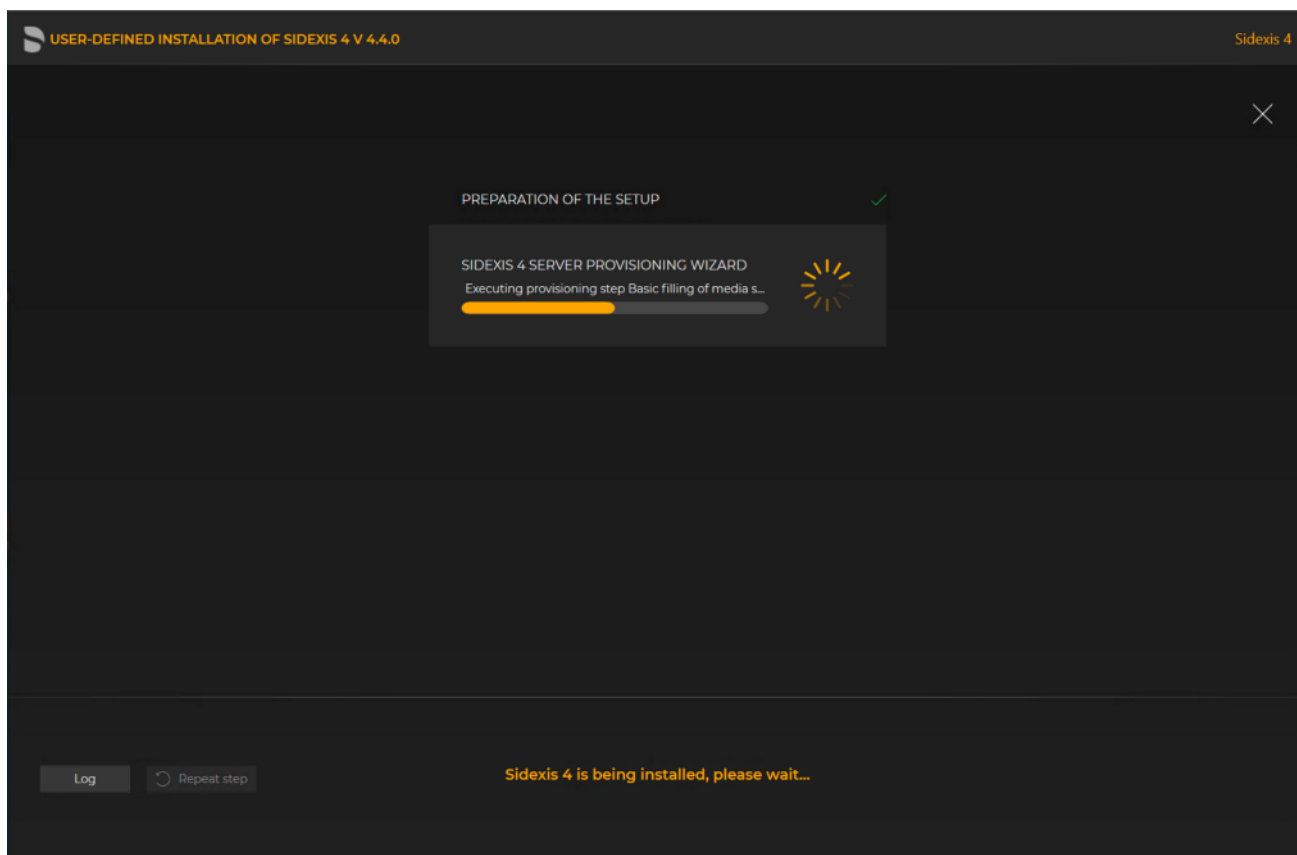 USER-DEFINED INSTALLATION OF SIDEXIS 4 V 4.4.0
Sidexis 4
PREPARATION OF THE SETUP
SIDEXIS 4 SERVER PROVISIONING WIZARD
Executing provisioning step Basic filling of media s...
Log
Repeat step
Sidexis 4 is being installed, please wait...